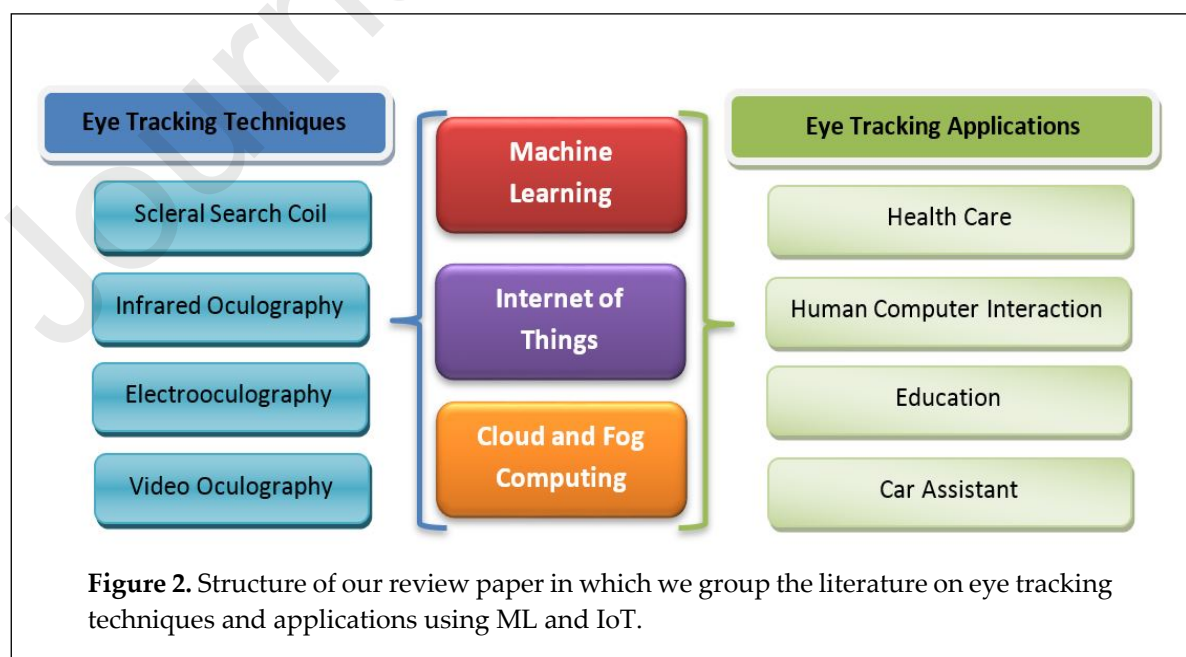 Eye Tracking Techniques
Scleral Search Coil
Infrared Oculography
Electrooculography
Video Oculography
Machine
Learning
Internet of
Things
Cloud and Fog
Computing
Eye Tracking Applications
Health Care
Human Computer Interaction
Education
Car Assistant
Figure 2. Structure of our review paper in which we group the literature on eye tracking
techniques and applications using ML and IoT.